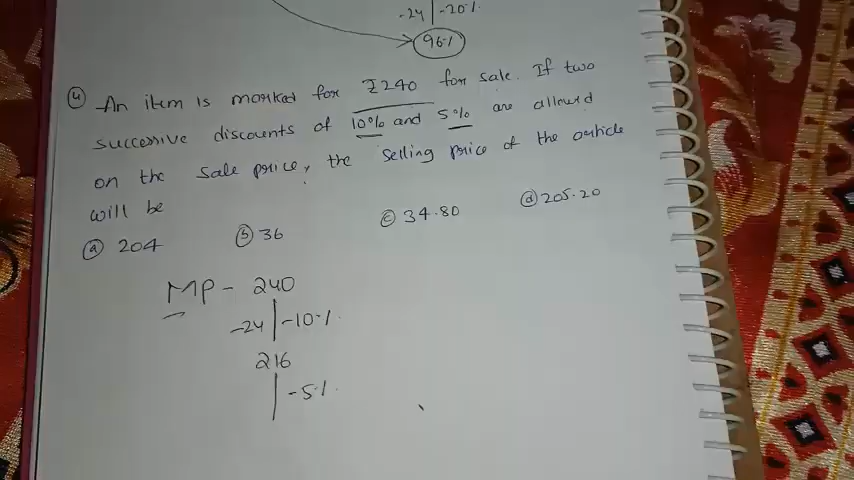 -24 | -20%
96%
④ An item is marked for ₹240 for sale. If two
successive discounts of 10% and 5% are allowed
on the sale price, the selling price of the article
will be
ⓐ 204 ⓑ 36 ⓒ 34.80 ⓓ 205.20
MP - 240
-24 | -10%
216
| -5%